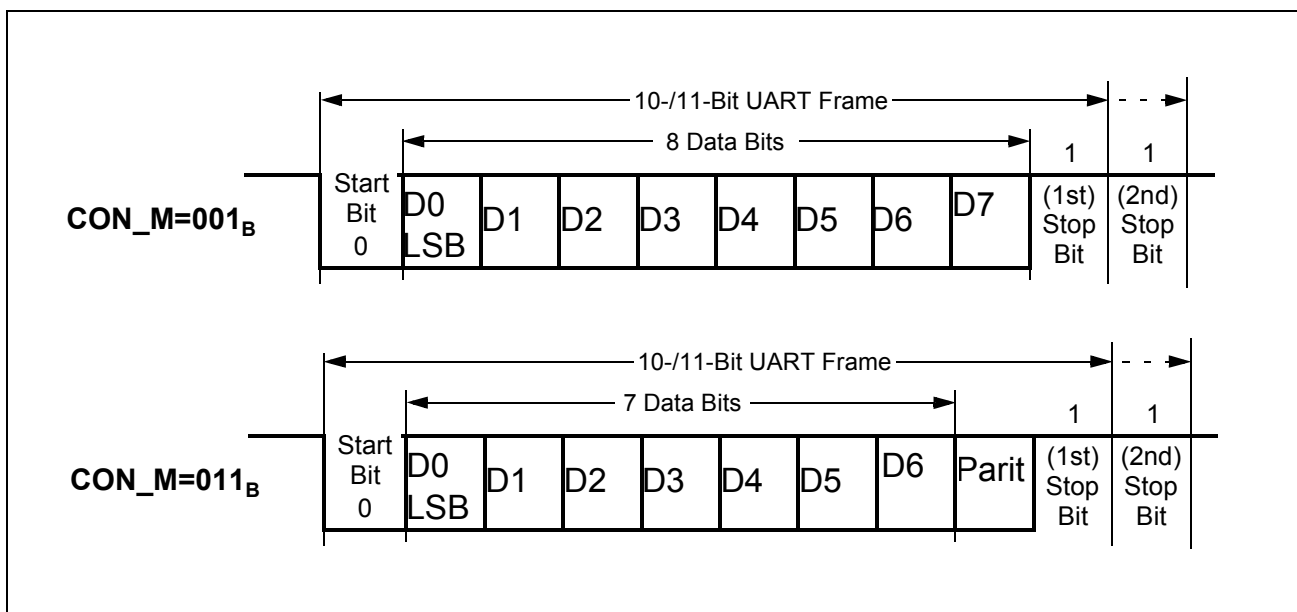 10-/11-Bit UART Frame
8 Data Bits
1
1
CON_M=001B
Start
Bit
0
D0
LSB
D1
D2
D3
D4
D5
D6
D7
(1st)
Stop
Bit
(2nd)
Stop
Bit
10-/11-Bit UART Frame
7 Data Bits
1
1
CON_M=011B
Start
Bit
0
D0
LSB
D1
D2
D3
D4
D5
D6
Parit
(1st)
Stop
Bit
(2nd)
Stop
Bit